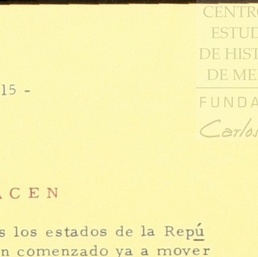 CENTRO
ESTUD
DE HIST
DE ME
FUNDA
Carlos
15 -
ACEN
s los estados de la Repú
n comenzado ya a mover